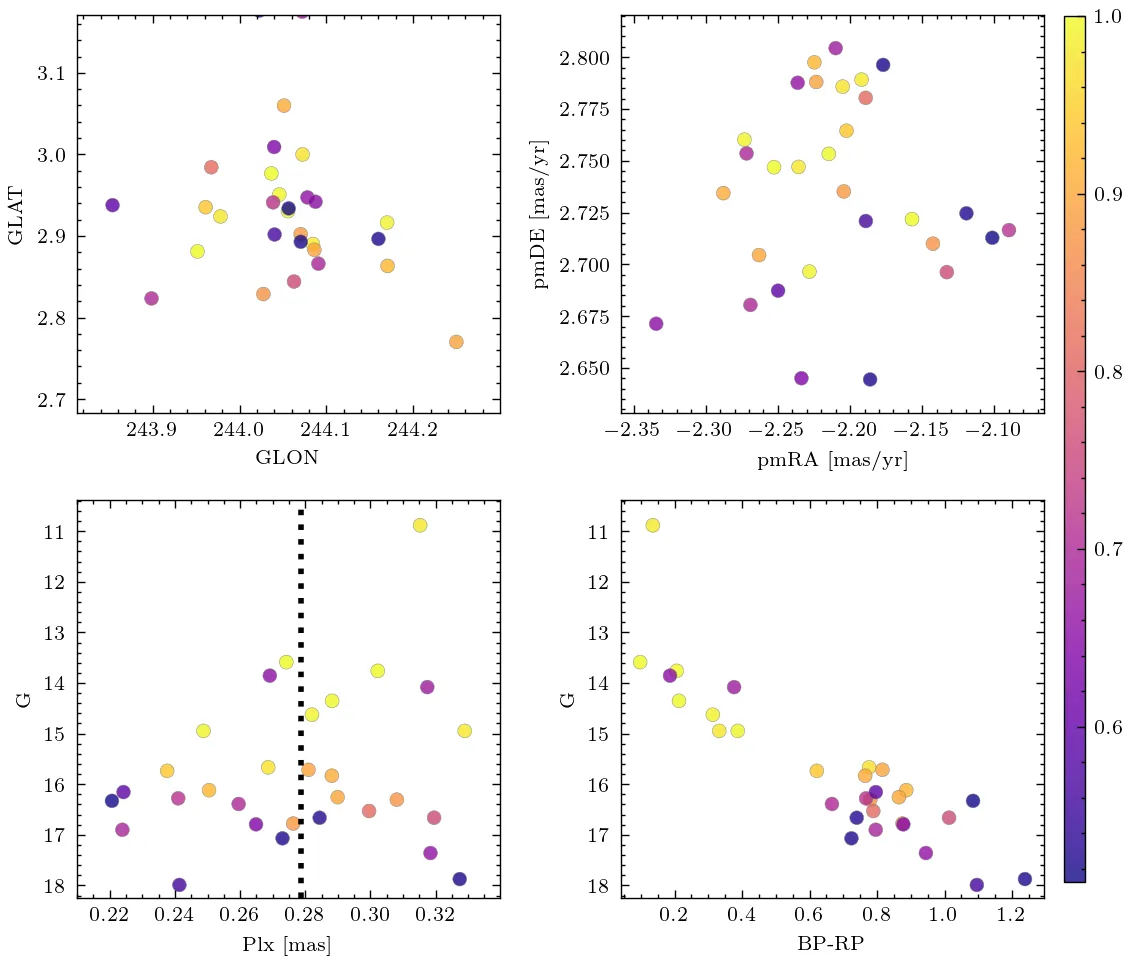 3.1
3.0
2.9
2.8
2.7
GLAT
243.9 244.0 244.1 244.2
GLON
2.800
2.775
2.750
2.725
2.700
2.675
2.650
pmDE [mas/yr]
−2.35 −2.30 −2.25 −2.20 −2.15 −2.10
pmRA [mas/yr]
1.0
0.9
0.8
0.7
0.6
11
12
13
14
15
16
17
18
G
0.22 0.24 0.26 0.28 0.30 0.32
Plx [mas]
11
12
13
14
15
16
17
18
G
0.2 0.4 0.6 0.8 1.0 1.2
BP-RP